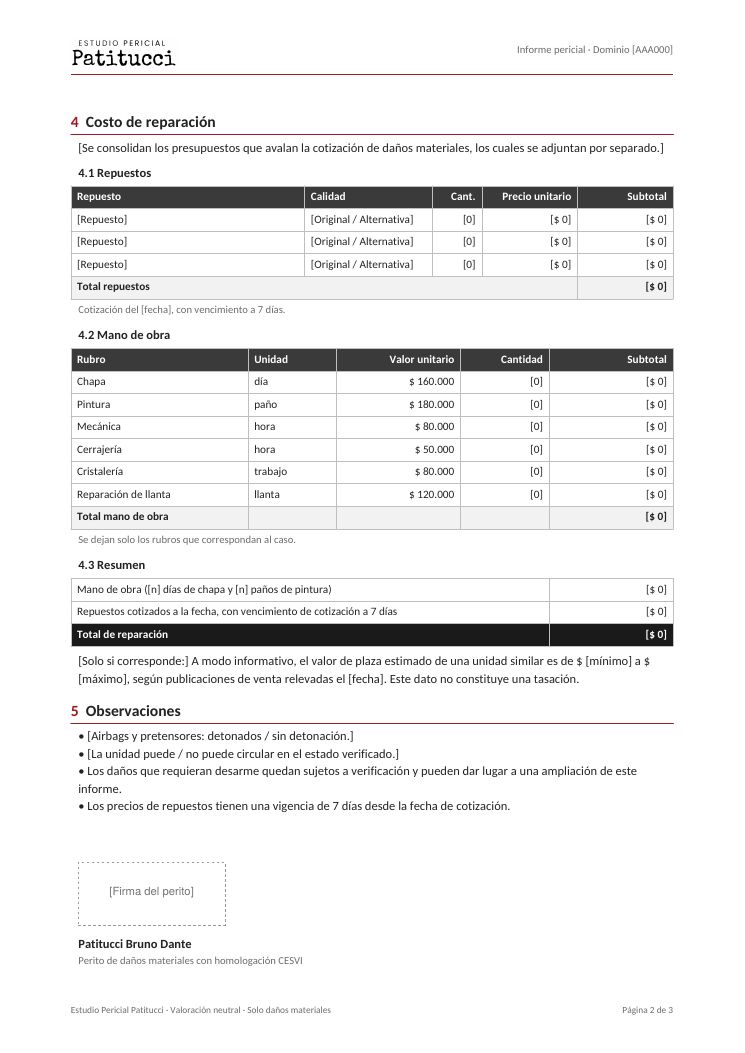 ESTUDIO PERICIAL
Patitucci
Informe pericial · Dominio [AAA000]
4 Costo de reparación
[Se consolidan los presupuestos que avalan la cotización de daños materiales, los cuales se adjuntan por separado.]
4.1 Repuestos
Repuesto Calidad Cant. Precio unitario Subtotal
[Repuesto] [Original / Alternativa] [0] [$ 0] [$ 0]
[Repuesto] [Original / Alternativa] [0] [$ 0] [$ 0]
[Repuesto] [Original / Alternativa] [0] [$ 0] [$ 0]
Total repuestos [$ 0]
Cotización del [fecha], con vencimiento a 7 días.
4.2 Mano de obra
Rubro Unidad Valor unitario Cantidad Subtotal
Chapa día $ 160.000 [0] [$ 0]
Pintura paño $ 180.000 [0] [$ 0]
Mecánica hora $ 80.000 [0] [$ 0]
Cerrajería hora $ 50.000 [0] [$ 0]
Cristalería trabajo $ 80.000 [0] [$ 0]
Reparación de llanta llanta $ 120.000 [0] [$ 0]
Total mano de obra [$ 0]
Se dejan solo los rubros que correspondan al caso.
4.3 Resumen
Mano de obra ([n] días de chapa y [n] paños de pintura) [$ 0]
Repuestos cotizados a la fecha, con vencimiento de cotización a 7 días [$ 0]
Total de reparación [$ 0]
[Solo si corresponde:] A modo informativo, el valor de plaza estimado de una unidad similar es de $ [mínimo] a $
[máximo], según publicaciones de venta relevadas el [fecha]. Este dato no constituye una tasación.
5 Observaciones
• [Airbags y pretensores: detonados / sin detonación.]
• [La unidad puede / no puede circular en el estado verificado.]
• Los daños que requieran desarme quedan sujetos a verificación y pueden dar lugar a una ampliación de este
informe.
• Los precios de repuestos tienen una vigencia de 7 días desde la fecha de cotización.
[Firma del perito]
Patitucci Bruno Dante
Perito de daños materiales con homologación CESVI
Estudio Pericial Patitucci · Valoración neutral · Solo daños materiales
Página 2 de 3